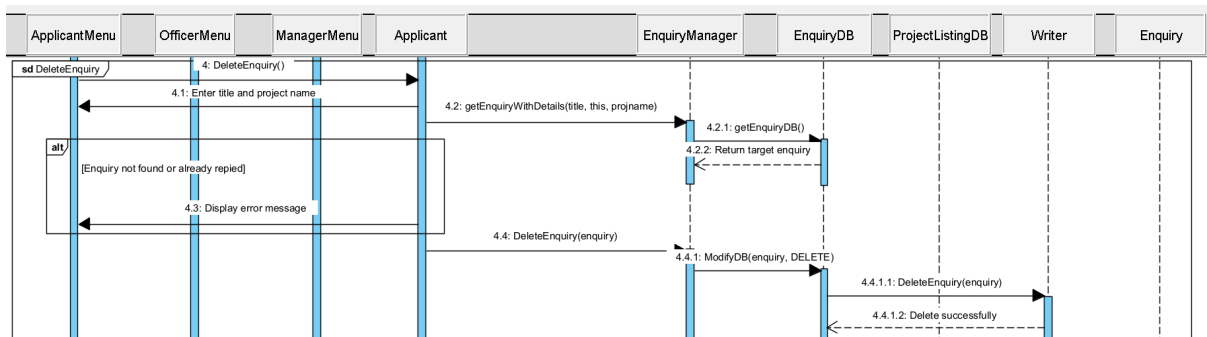 ApplicantMenu
OfficerMenu
ManagerMenu
Applicant
EnquiryManager
EnquiryDB
ProjectListingDB
Writer
Enquiry
sd DeleteEnquiry
4: DeleteEnquiry()
4.1: Enter title and project name
4.2: getEnquiryWithDetails(title, this, projname)
4.2.1: getEnquiryDB()
alt
4.2.2: Return target enquiry
[Enquiry not found or already repied]
4.3: Display error message
4.4: DeleteEnquiry(enquiry)
4.4.1: ModifyDB(enquiry, DELETE)
4.4.1.1: DeleteEnquiry(enquiry)
4.4.1.2: Delete successfully